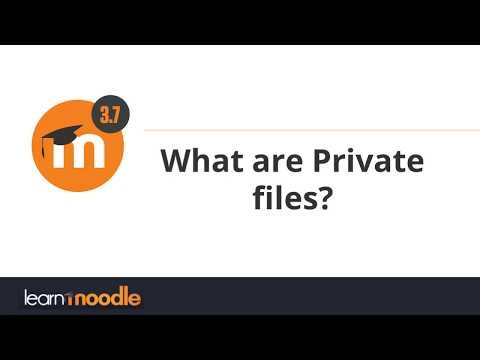 3.7
m
What are Private
files?
learn moodle